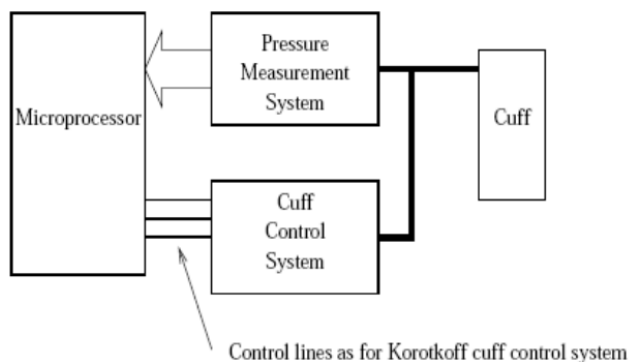 Pressure
Measurement
System
Microprocessor
Cuff
Cuff
Control
System
Control lines as for Korotkoff cuff control system